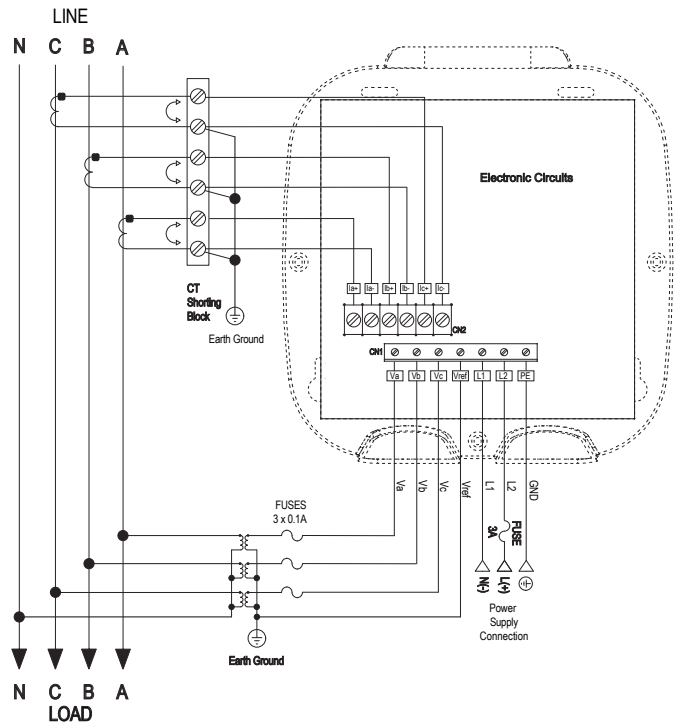 LINE
N C B A
Electronic Circuits
Ia+ Ia- Ib+ Ib- Ic+ Ic-
CT
Shorting
Block
Earth Ground
CN2
CN1
Va Vb Vc Vref L1 L2 PE
Va Vb Vc Vref L1 L2 GND
FUSES
3 x 0.1A
FUSE
3A
N(-) L(+)
Power
Supply
Connection
Earth Ground
N C B A
LOAD